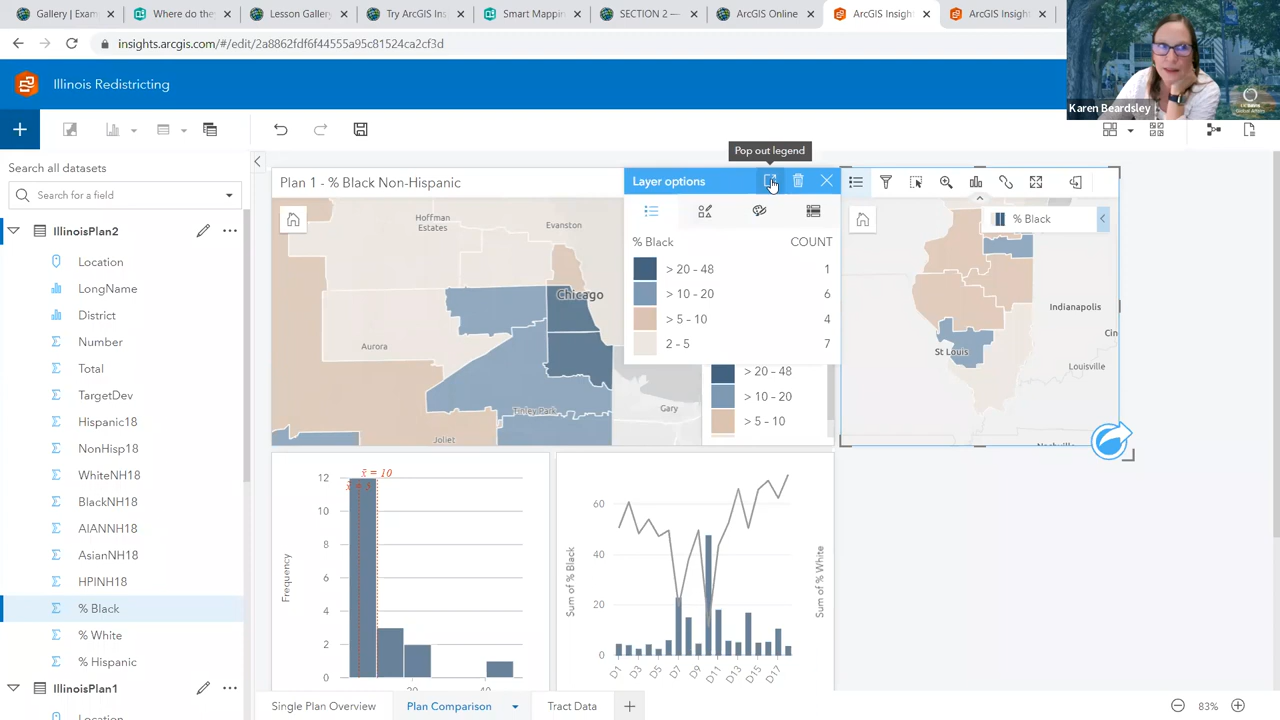 Gallery | Exam
Where do the
Lesson Gallery
Try ArcGIS In
Smart Mappin
SECTION 2 —
ArcGIS Online
ArcGIS Insigh
ArcGIS Insigh
insights.arcgis.com/#/edit/2a8862fdf6f44555a95c81524ca2cf3d
Karen Beardsley
Illinois Redistricting
Pop out legend
Search all datasets
Search for a field
IllinoisPlan2
Location
LongName
District
Number
Total
TargetDev
Hispanic18
NonHisp18
WhiteNH18
BlackNH18
AIANNH18
AsianNH18
HPINH18
% Black
% White
% Hispanic
IllinoisPlan1
Location
Plan 1 - % Black Non-Hispanic
Hoffman
Estates
Evanston
Chicago
Aurora
Tinley Park
Joliet
Gary
Layer options
% Black COUNT
> 20 - 48 1
> 10 - 20 6
> 5 - 10 4
2 - 5 7
> 20 - 48
> 10 - 20
> 5 - 10
% Black
Indianapolis
Cin
St Louis
Louisville
Nashville
x̄ = 10
12
10
8
6
4
2
0
Frequency
20
40
60
40
20
0
Sum of % Black
Sum of % White
D1
D3
D5
D7
D9
D11
D13
D15
D17
Single Plan Overview
Plan Comparison
Tract Data
83%